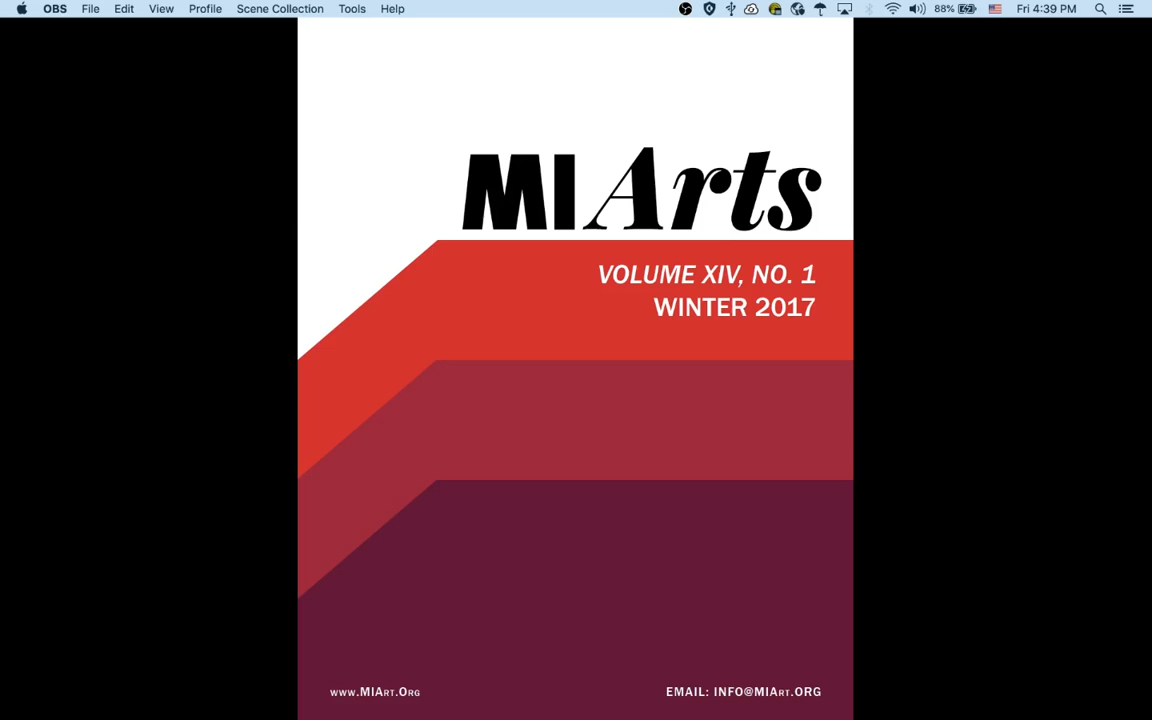 OBS File Edit View Profile Scene Collection Tools Help 88% Fri 4:39 PM
MIArts
VOLUME XIV, NO. 1
WINTER 2017
www.MIArt.Org EMAIL: INFO@MIArt.ORG